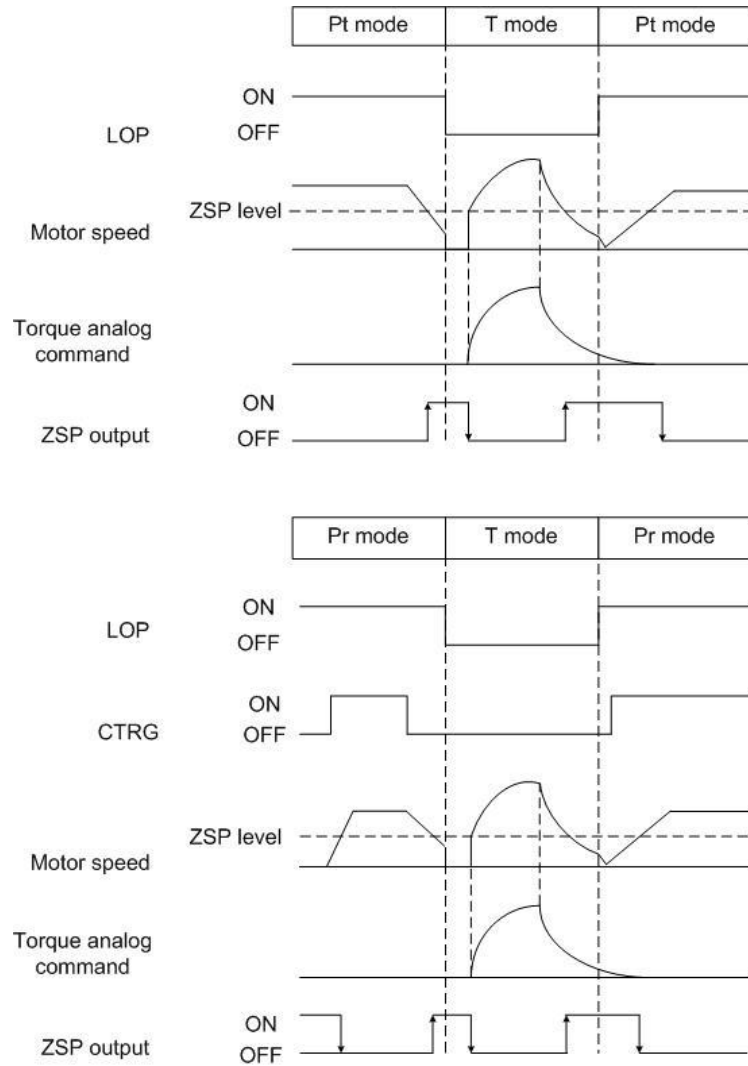 Pt mode T mode Pt mode
ON
LOP OFF
ZSP level
Motor speed
Torque analog
command
ON
ZSP output OFF
Pr mode T mode Pr mode
ON
LOP OFF
ON
CTRG OFF
ZSP level
Motor speed
Torque analog
command
ON
ZSP output OFF